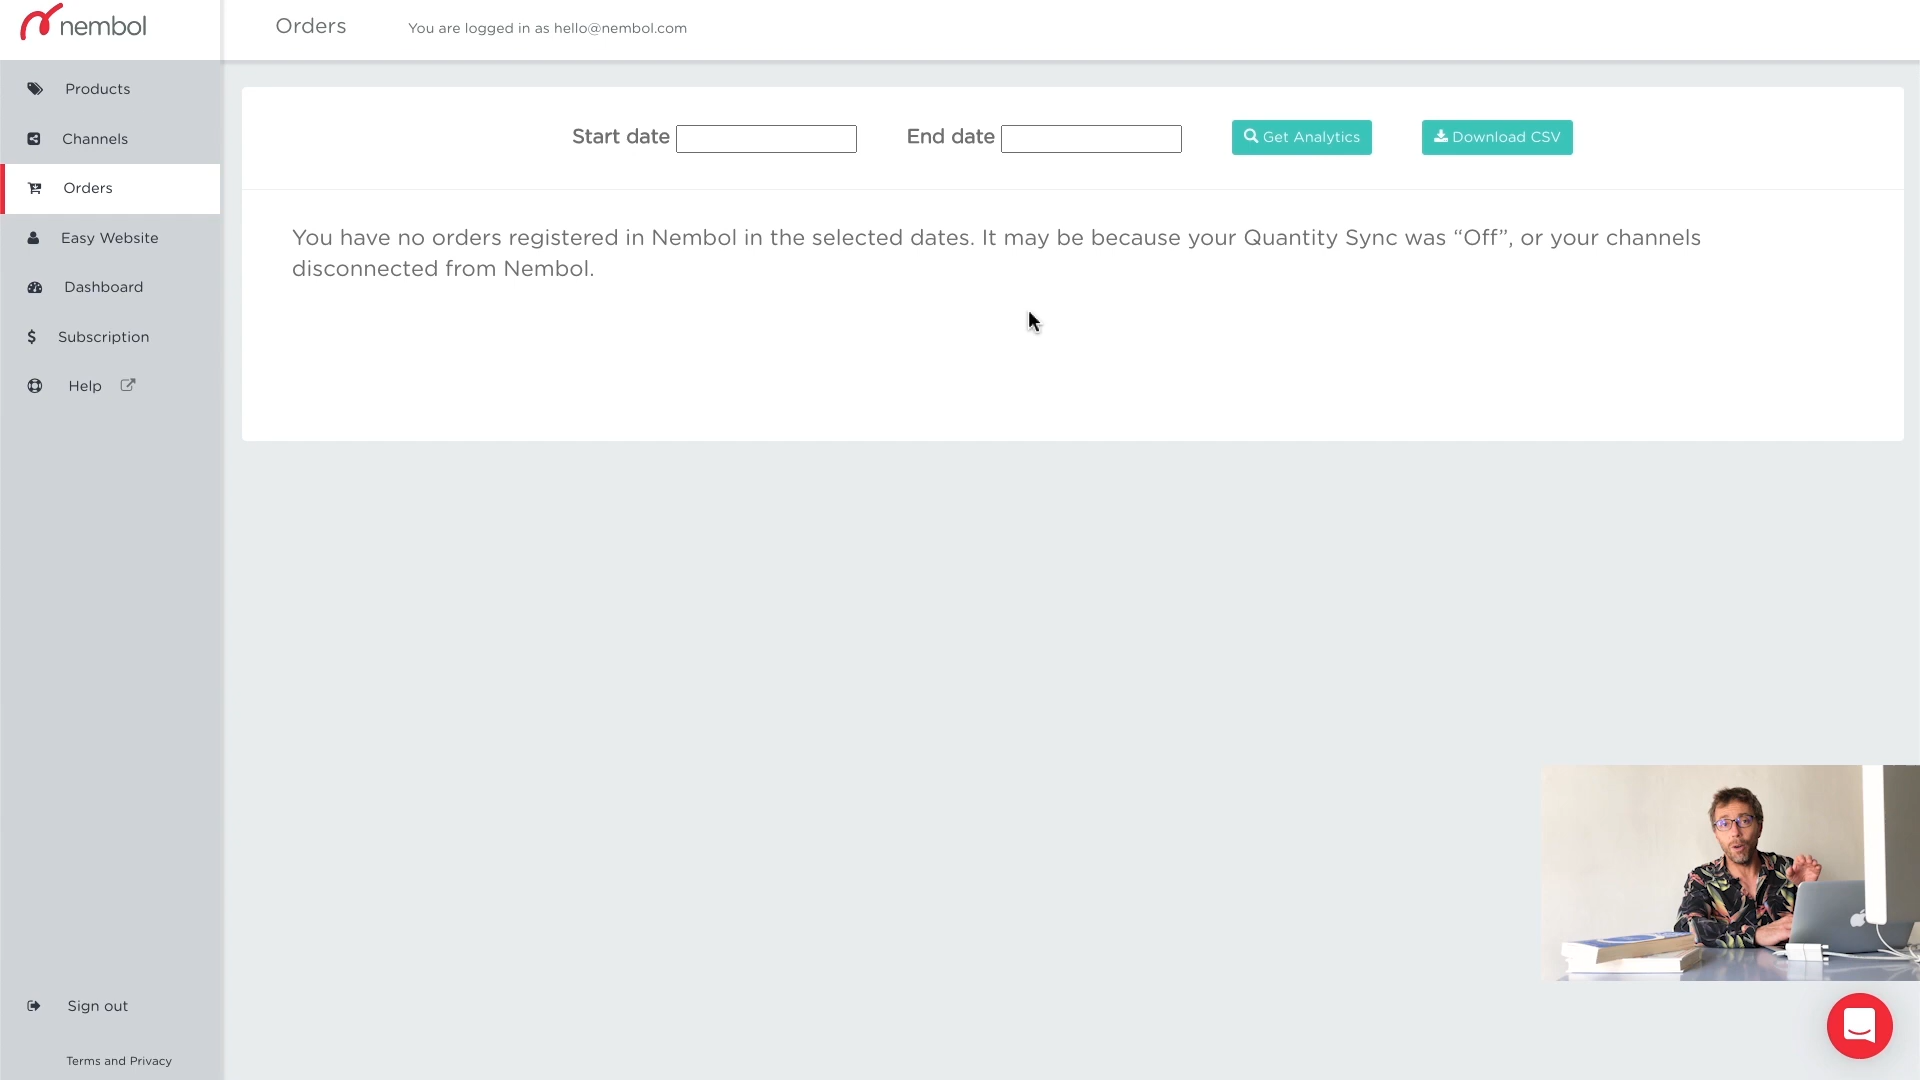 nembol
Orders
You are logged in as hello@nembol.com
Products
Channels
Orders
Easy Website
Dashboard
$ Subscription
Help
Sign out
Terms and Privacy
Start date
End date
Get Analytics
Download CSV
You have no orders registered in Nembol in the selected dates. It may be because your Quantity Sync was “Off”, or your channels
disconnected from Nembol.